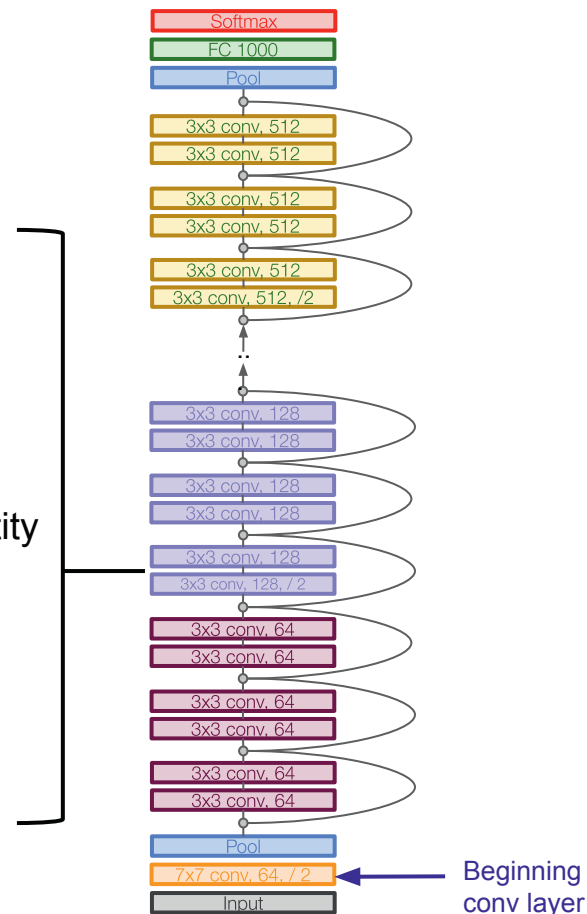 Softmax
FC 1000
Pool
3x3 conv, 512
3x3 conv, 512
3x3 conv, 512
3x3 conv, 512
3x3 conv, 512
3x3 conv, 512, /2
..
3x3 conv, 128
3x3 conv, 128
3x3 conv, 128
3x3 conv, 128
tity
3x3 conv, 128
3x3 conv, 128, / 2
3x3 conv, 64
3x3 conv, 64
3x3 conv, 64
3x3 conv, 64
3x3 conv, 64
3x3 conv, 64
Pool
7x7 conv, 64, / 2
Input
Beginning
conv layer